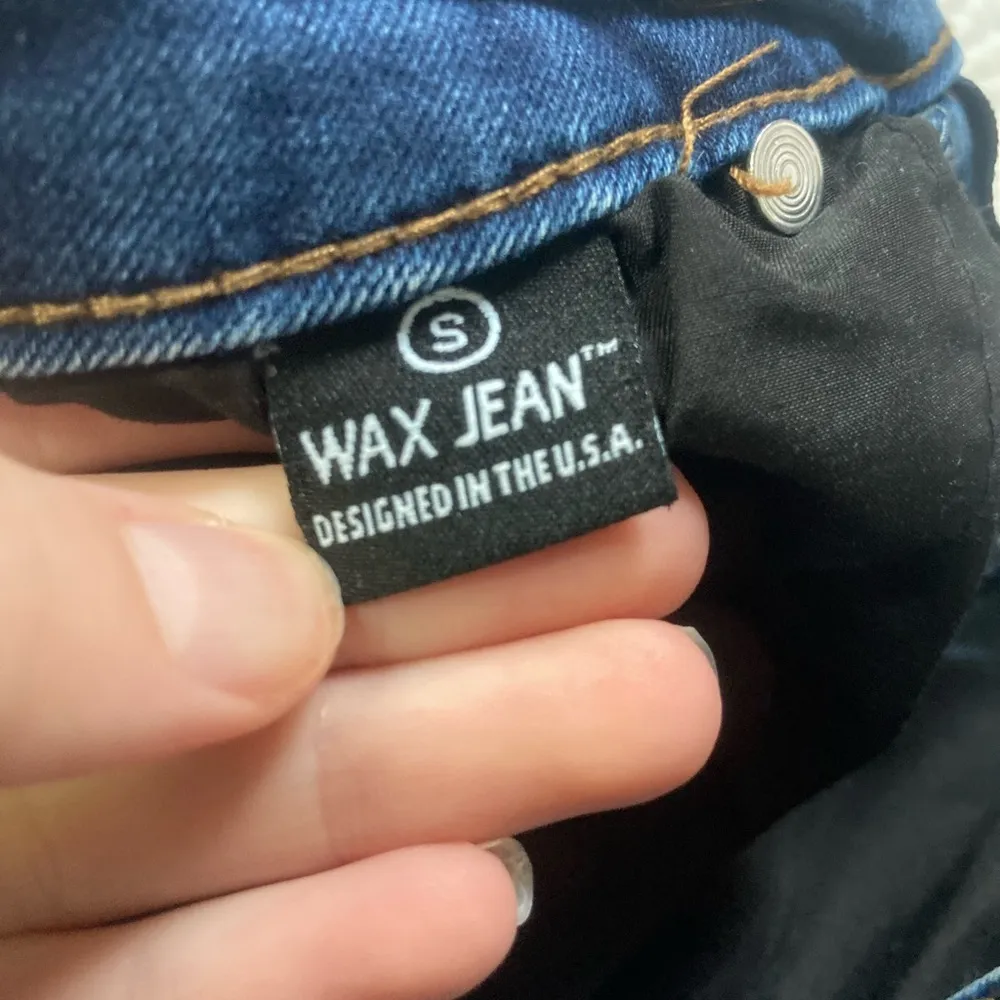 S
WAX JEAN™
DESIGNED IN THE U.S.A.